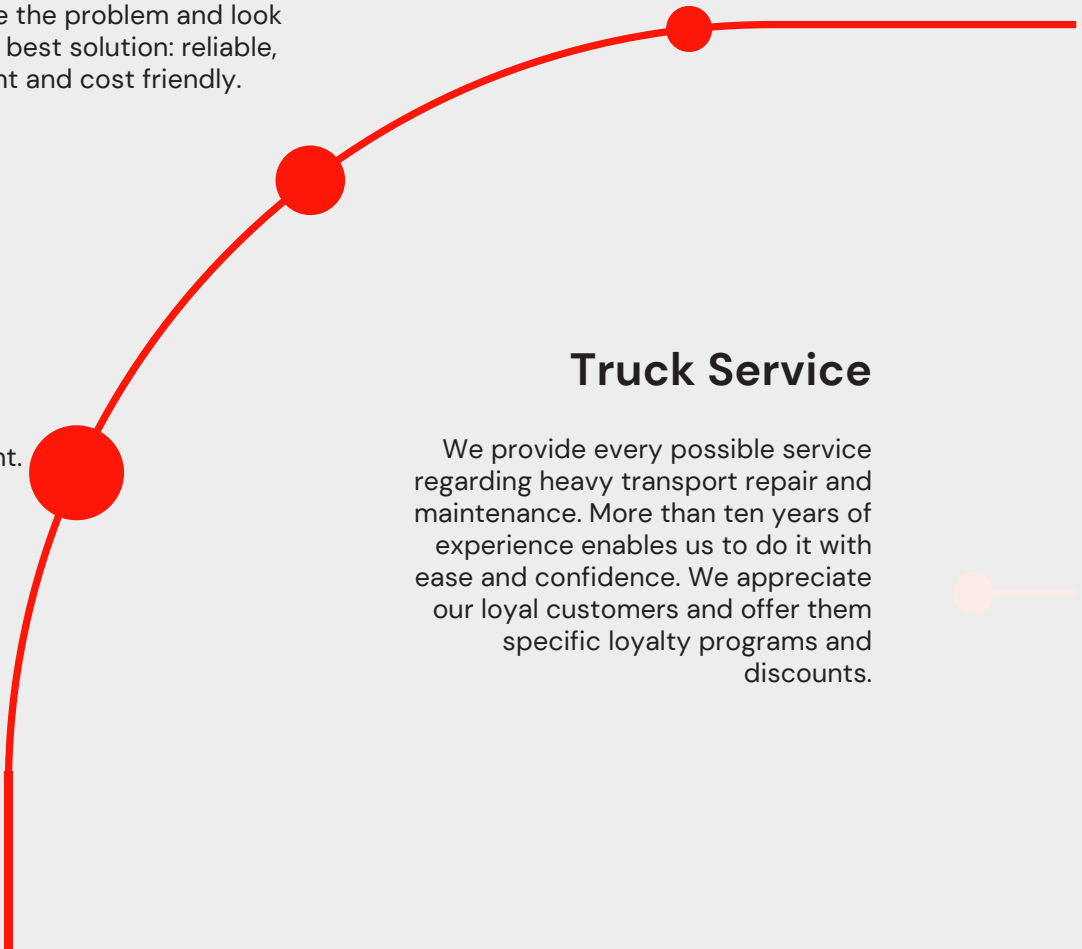 the problem and look
best solution: reliable,
and cost friendly.
Truck Service
We provide every possible service
regarding heavy transport repair and
maintenance. More than ten years of
experience enables us to do it with
ease and confidence. We appreciate
our loyal customers and offer them
specific loyalty programs and
discounts.